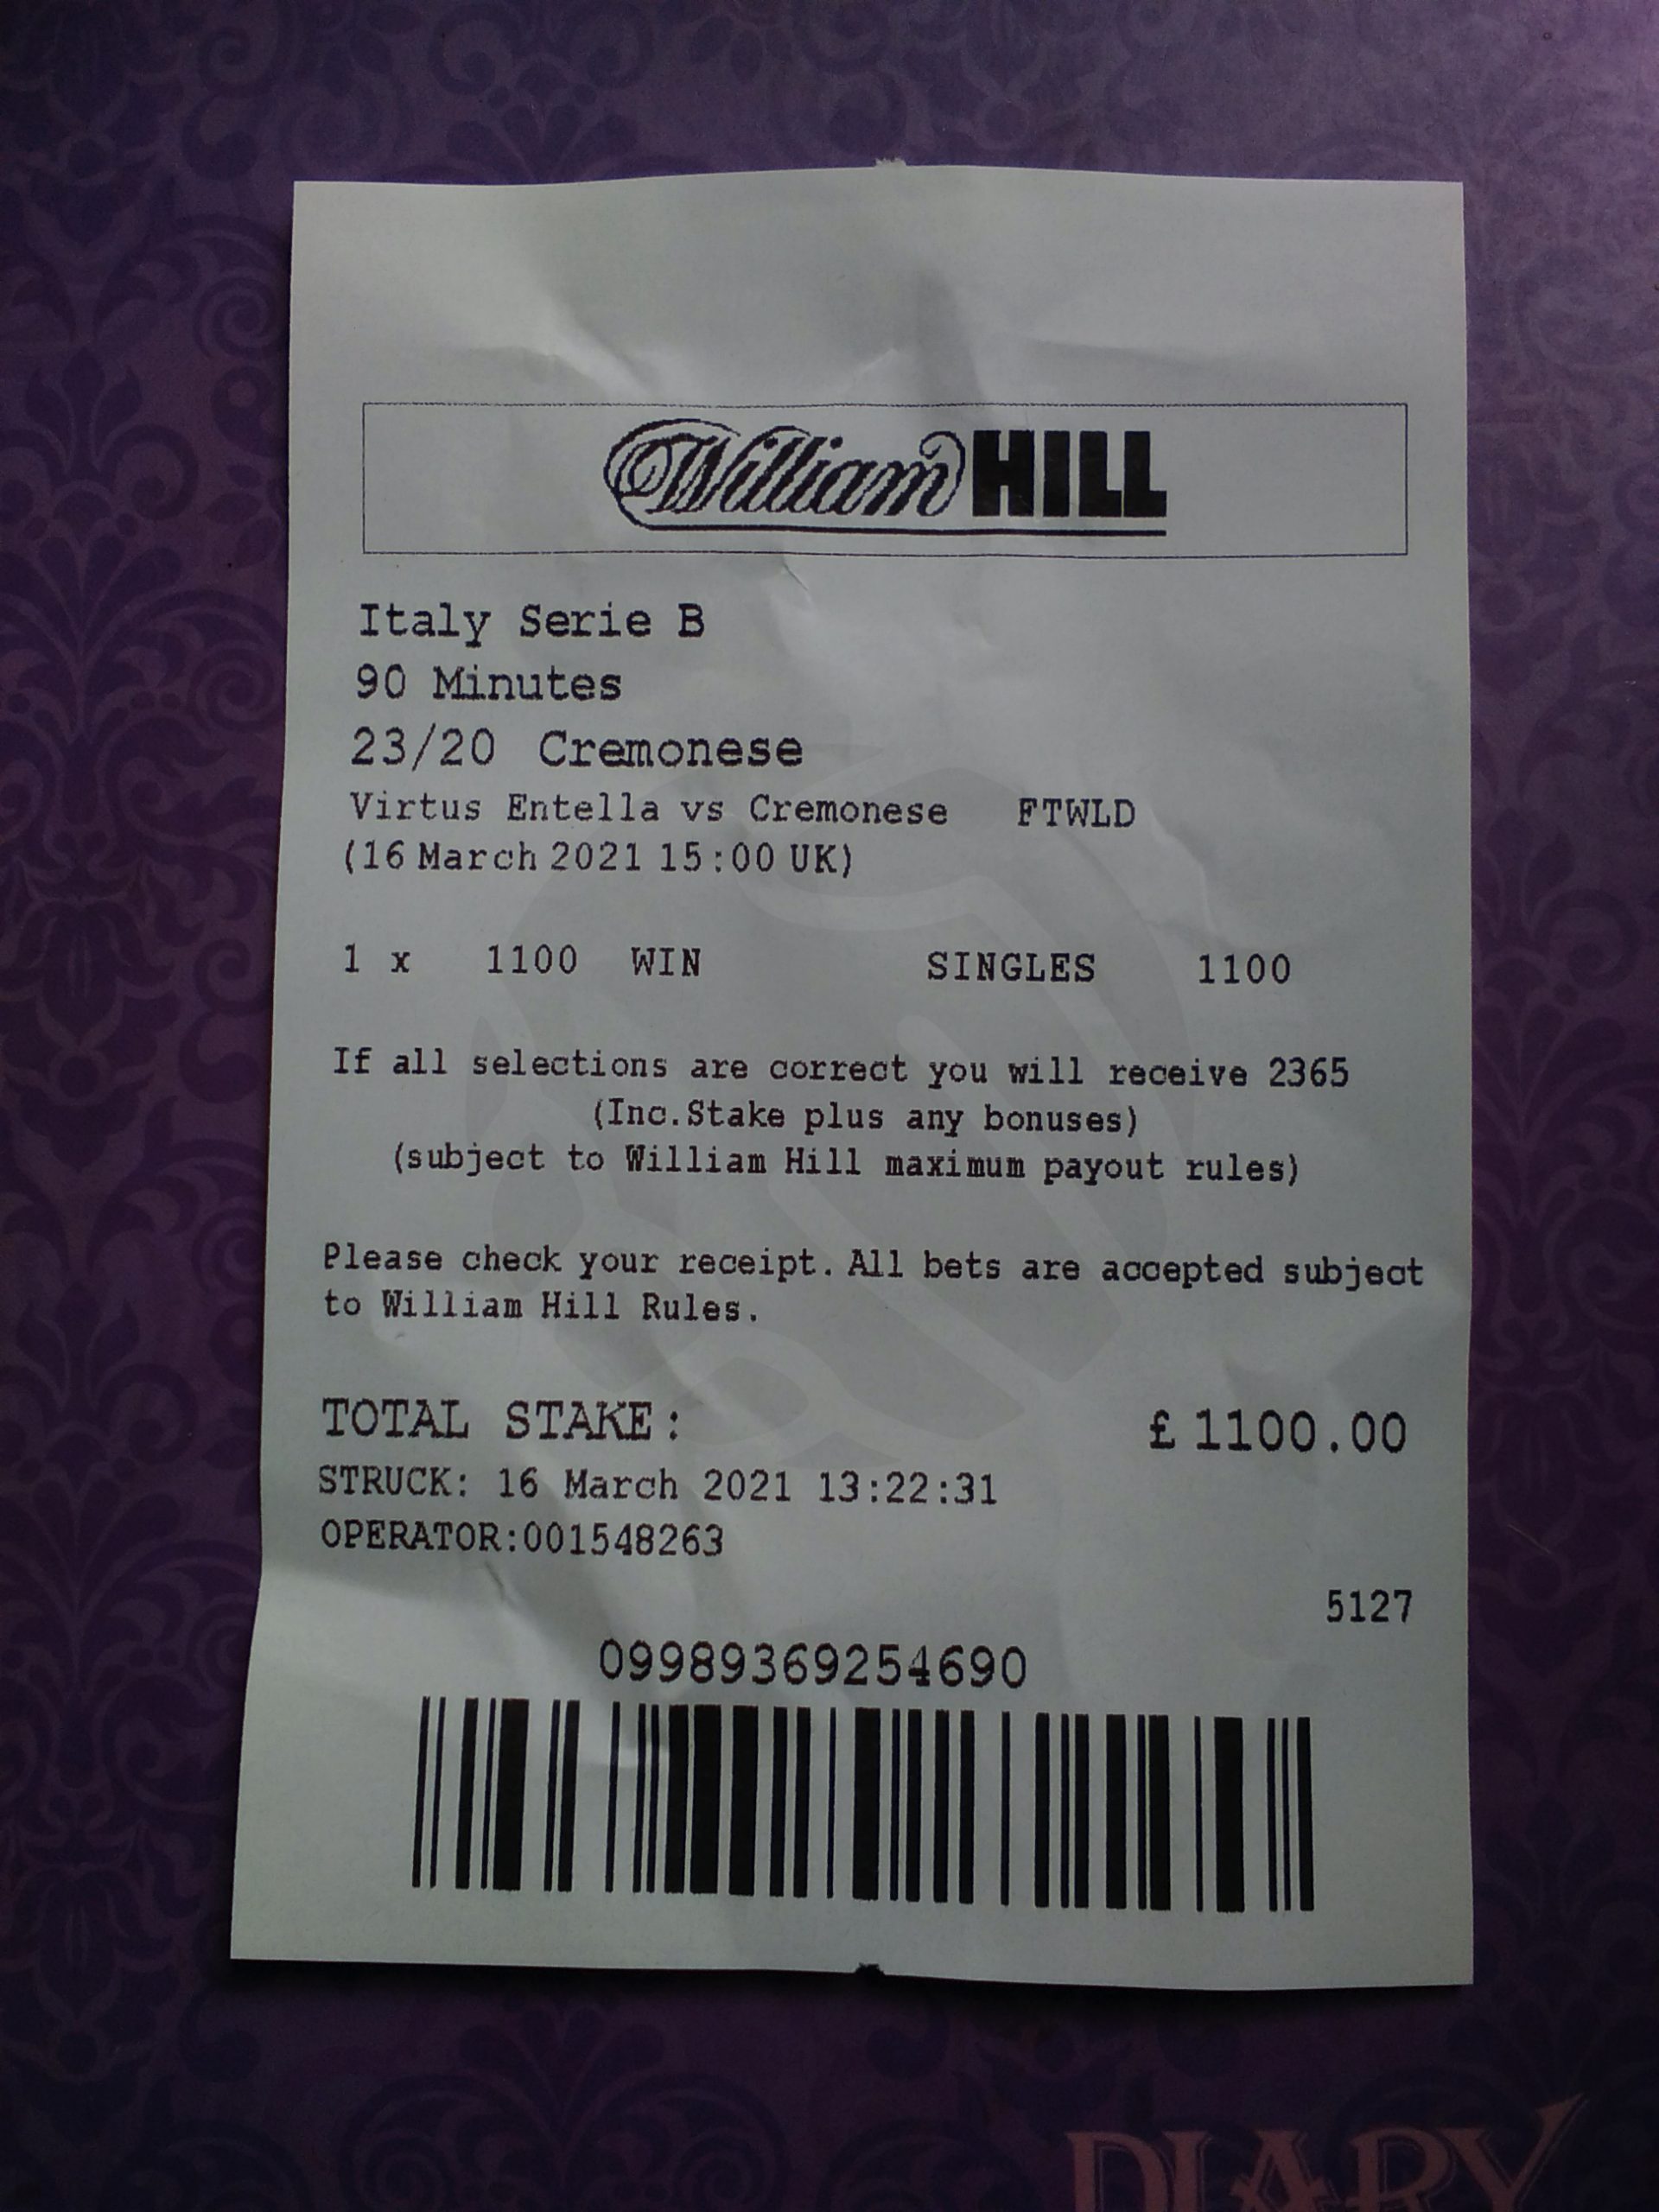 William HILL
Italy Serie B
90 Minutes
23/20 Cremonese
Virtus Entella vs Cremonese FTWLD
(16 March 2021 15:00 UK)
1 x 1100 WIN SINGLES 1100
If all selections are correct you will receive 2365
(Inc.Stake plus any bonuses)
(subject to William Hill maximum payout rules)
Please check your receipt. All bets are accepted subject
to William Hill Rules.
TOTAL STAKE: £ 1100.00
STRUCK: 16 March 2021 13:22:31
OPERATOR:001548263
5127
09989369254690
DIARY